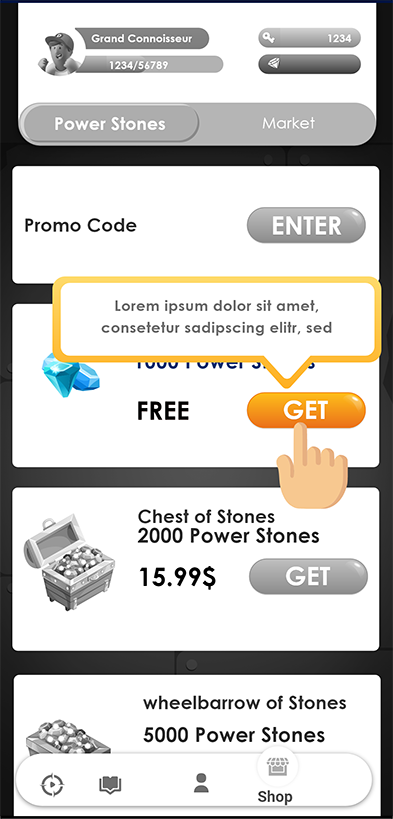 Grand Connoisseur
1234
1234/56789
Power Stones
Market
Promo Code
ENTER
Lorem ipsum dolor sit amet,
consetetur sadipscing elitr, sed
1000 Power Stones
FREE
GET
Chest of Stones
2000 Power Stones
15.99$
GET
wheelbarrow of Stones
5000 Power Stones
Shop